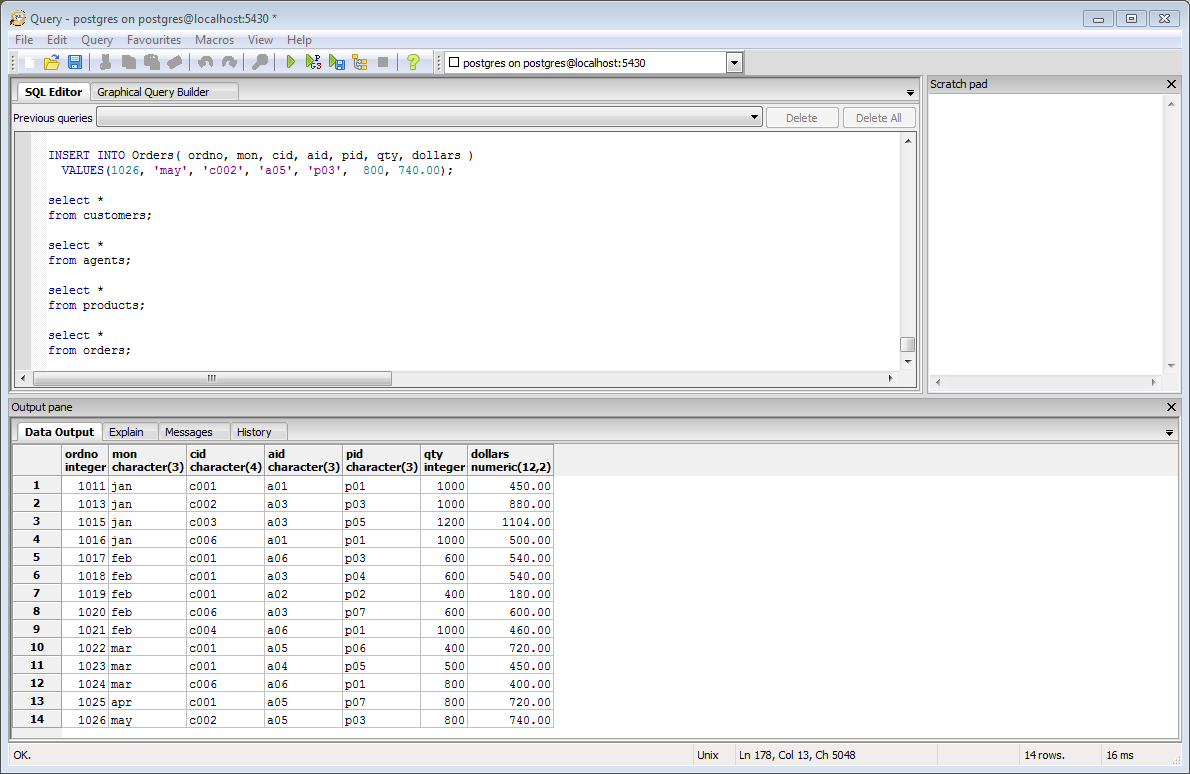 Query - postgres on postgres@localhost:5430 *
File Edit Query Favourites Macros View Help
postgres on postgres@localhost:5430
SQL Editor Graphical Query Builder
Previous queries Delete Delete All
INSERT INTO Orders( ordno, mon, cid, aid, pid, qty, dollars )
VALUES(1026, 'may', 'c002', 'a05', 'p03', 800, 740.00);
select *
from customers;
select *
from agents;
select *
from products;
select *
from orders;
Scratch pad
Output pane
Data Output Explain Messages History
ordno mon cid aid pid qty dollars
integer character(3) character(4) character(3) character(3) integer numeric(12,2)
1 1011 jan c001 a01 p01 1000 450.00
2 1013 jan c002 a03 p03 1000 880.00
3 1015 jan c003 a03 p05 1200 1104.00
4 1016 jan c006 a01 p01 1000 500.00
5 1017 feb c001 a06 p03 600 540.00
6 1018 feb c001 a03 p04 600 540.00
7 1019 feb c001 a02 p02 400 180.00
8 1020 feb c006 a03 p07 600 600.00
9 1021 feb c004 a06 p01 1000 460.00
10 1022 mar c001 a05 p06 400 720.00
11 1023 mar c001 a04 p05 500 450.00
12 1024 mar c006 a06 p01 800 400.00
13 1025 apr c001 a05 p07 800 720.00
14 1026 may c002 a05 p03 800 740.00
OK. Unix Ln 178, Col 13, Ch 5048 14 rows. 16 ms